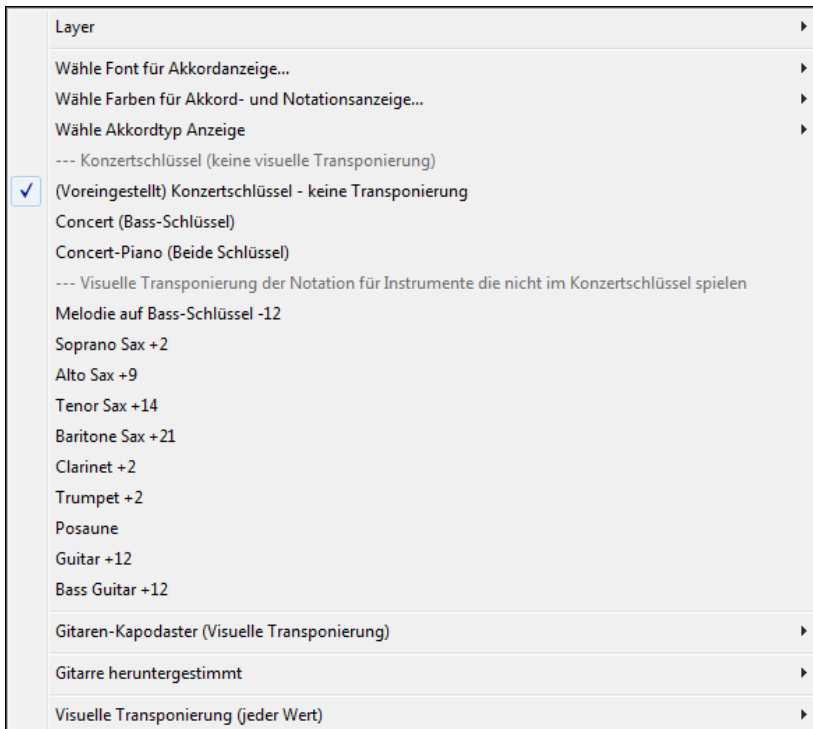 Layer
Wähle Font für Akkordanzeige...
Wähle Farben für Akkord- und Notationsanzeige...
Wähle Akkordtyp Anzeige
--- Konzertschlüssel (keine visuelle Transponierung)
(Voreingestellt) Konzertschlüssel - keine Transponierung
Concert (Bass-Schlüssel)
Concert-Piano (Beide Schlüssel)
--- Visuelle Transponierung der Notation für Instrumente die nicht im Konzertschlüssel spielen
Melodie auf Bass-Schlüssel -12
Soprano Sax +2
Alto Sax +9
Tenor Sax +14
Baritone Sax +21
Clarinet +2
Trumpet +2
Posaune
Guitar +12
Bass Guitar +12
Gitaren-Kapodaster (Visuelle Transponierung)
Gitarre heruntergestimmt
Visuelle Transponierung (jeder Wert)